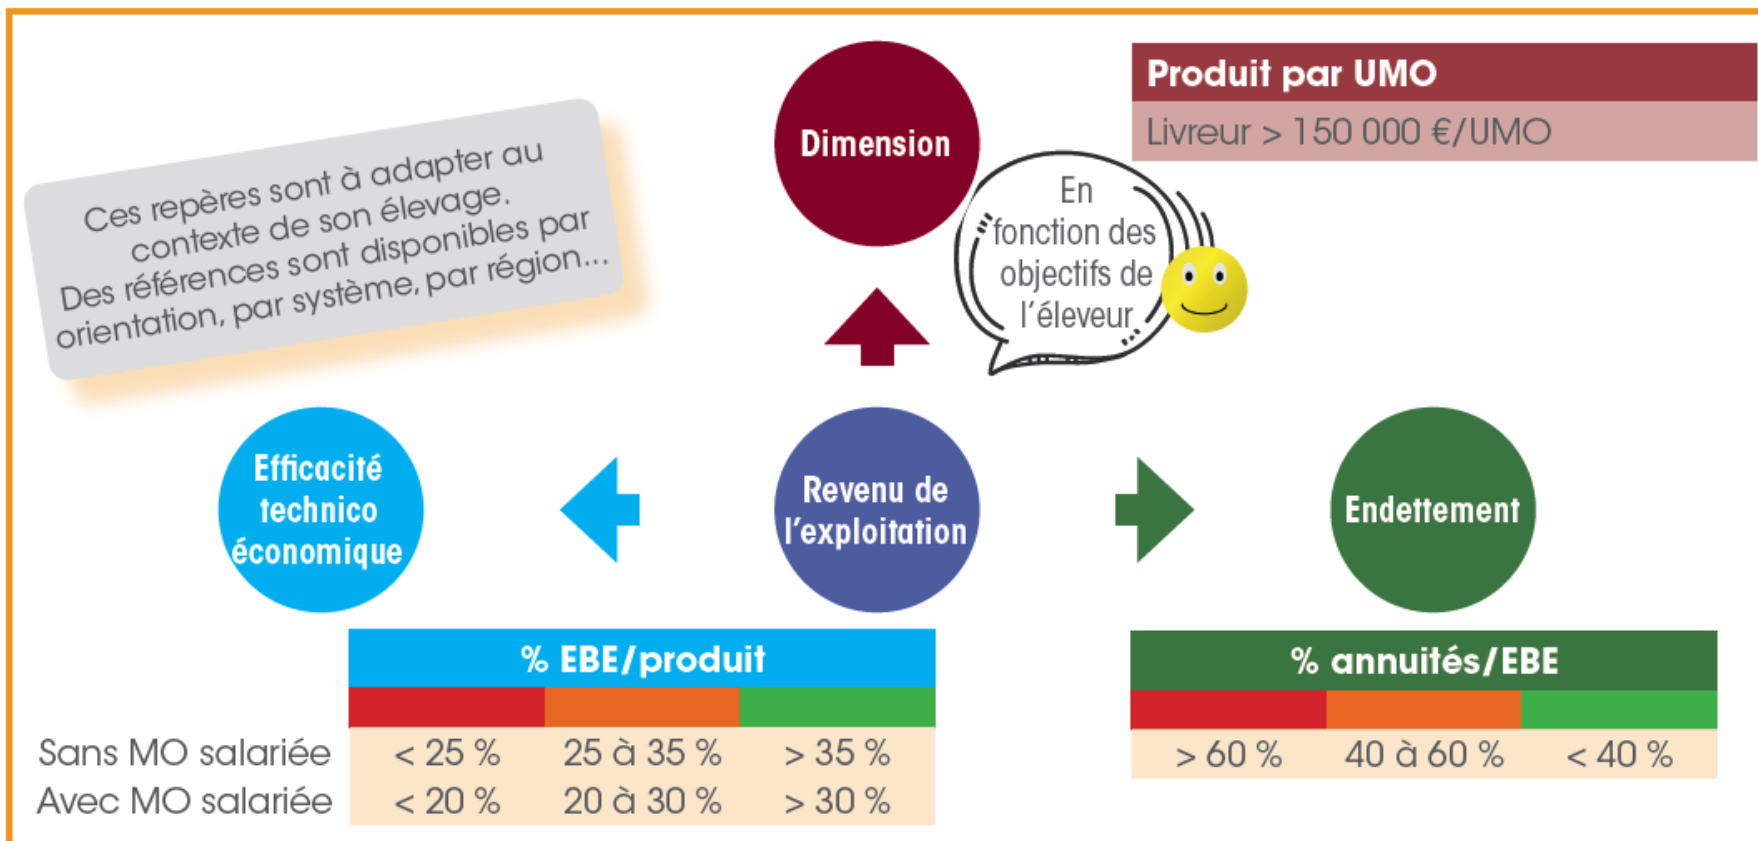 Produit par UMO
Livreur > 150 000 €/UMO
Dimension
Ces repères sont à adapter au
contexte de son élevage.
Des références sont disponibles par
orientation, par système, par région...
En
fonction des
objectifs de
l'éleveur
Efficacité
technico
économique
Revenu de
l'exploitation
Endettement
% EBE/produit
Sans MO salariée < 25 % 25 à 35 % > 35 %
Avec MO salariée < 20 % 20 à 30 % > 30 %
% annuités/EBE
> 60 % 40 à 60 % < 40 %